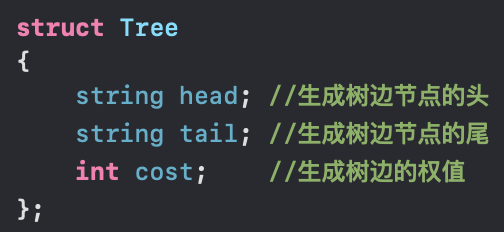 struct Tree
{
    string head; //生成树边节点的头
    string tail; //生成树边节点的尾
    int cost;    //生成树边的权值
};